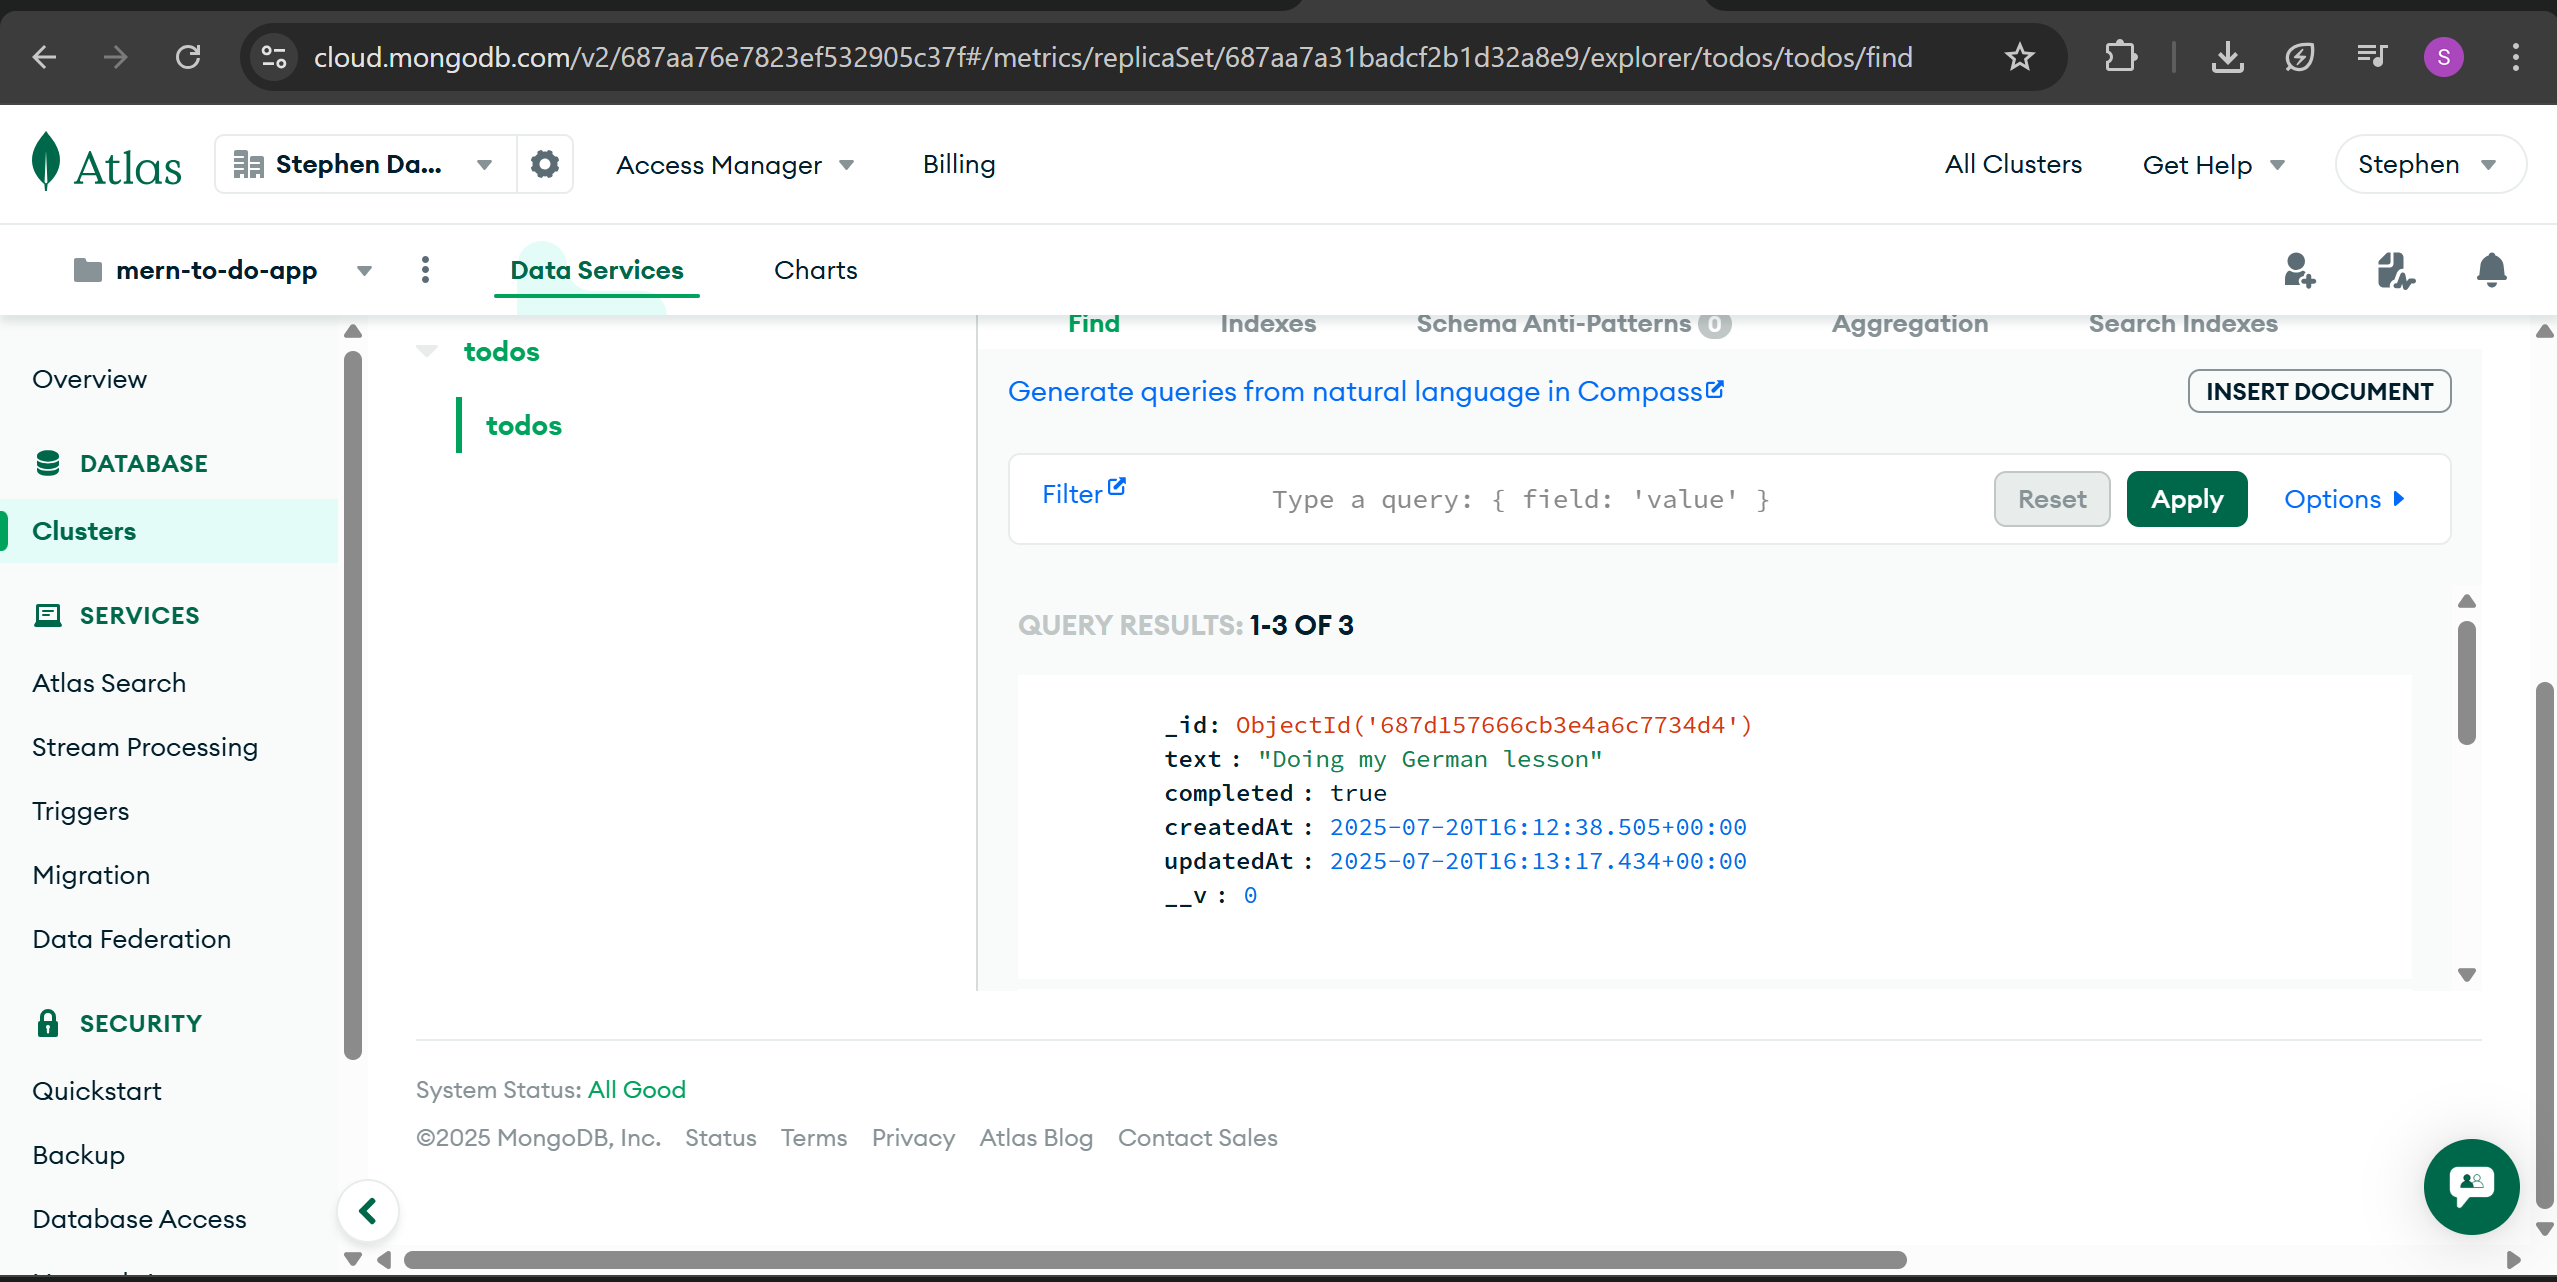 cloud.mongodb.com/v2/687aa76e7823ef532905c37f#/metrics/replicaSet/687aa7a31badcf2b1d32a8e9/explorer/todos/todos/find
S
Atlas
Stephen Da...
Access Manager
Billing
All Clusters
Get Help
Stephen
mern-to-do-app
Data Services
Charts
Overview
DATABASE
Clusters
SERVICES
Atlas Search
Stream Processing
Triggers
Migration
Data Federation
SECURITY
Quickstart
Backup
Database Access
todos
todos
Find Indexes Schema Anti-Patterns 0 Aggregation Search Indexes
Generate queries from natural language in Compass
INSERT DOCUMENT
Filter
Type a query: { field: 'value' }
Reset
Apply
Options
QUERY RESULTS: 1-3 OF 3
_id: ObjectId('687d157666cb3e4a6c7734d4')
text : "Doing my German lesson"
completed : true
createdAt : 2025-07-20T16:12:38.505+00:00
updatedAt : 2025-07-20T16:13:17.434+00:00
__v : 0
System Status: All Good
©2025 MongoDB, Inc. Status Terms Privacy Atlas Blog Contact Sales